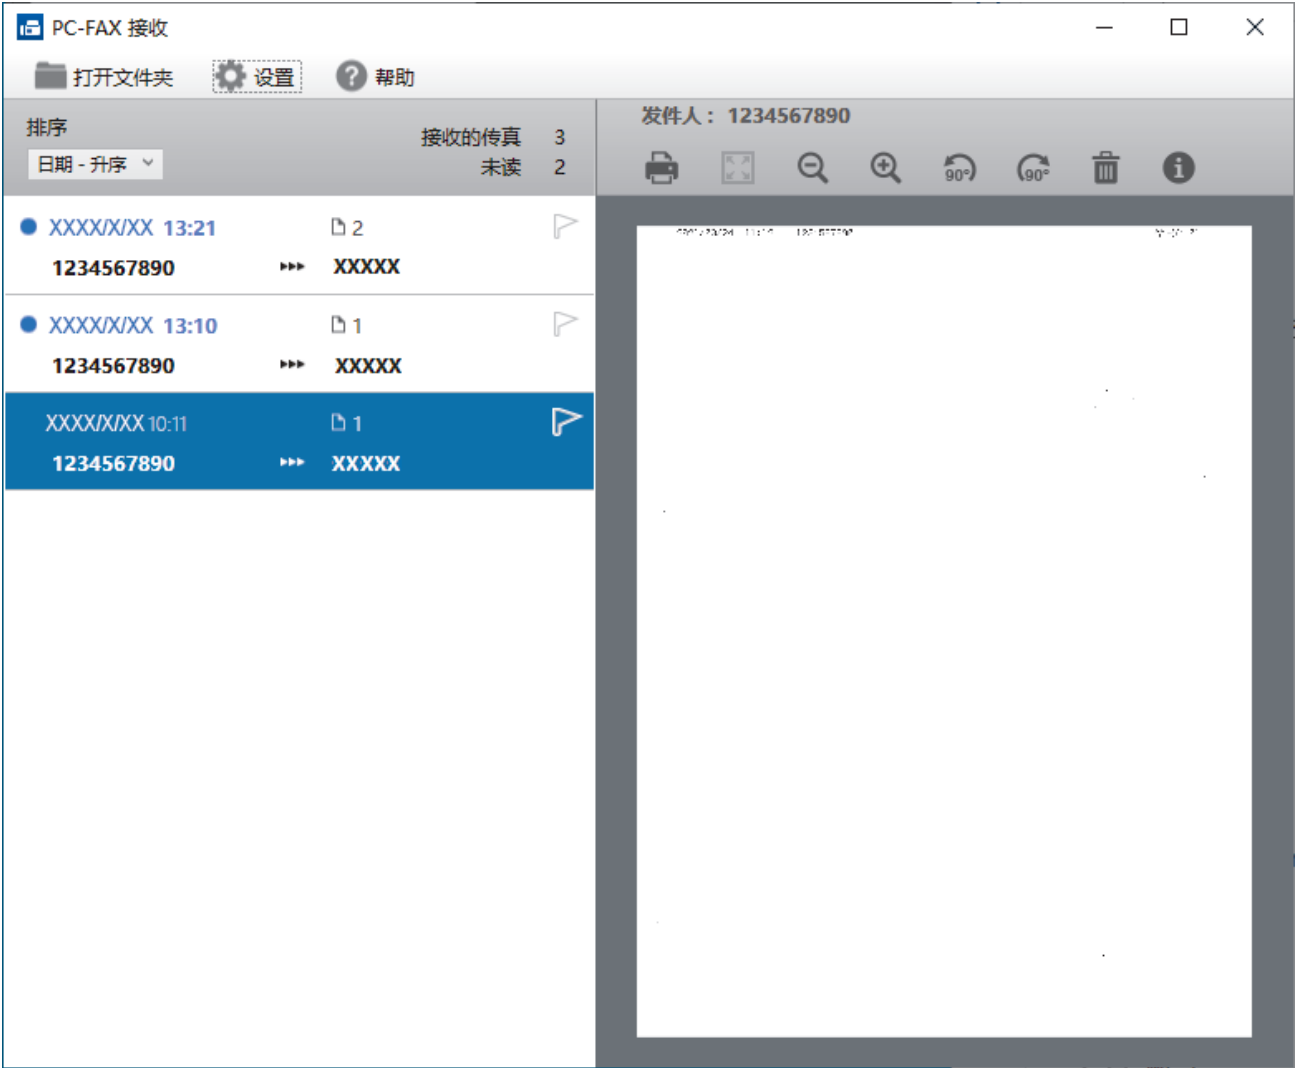 PC-FAX 接收
打开文件夹 设置 ? 帮助
排序
日期 - 升序
接收的传真 3
未读 2
XXXX/X/XX 13:21 2
1234567890 XXXXX
XXXX/X/XX 13:10 1
1234567890 XXXXX
XXXX/X/XX 10:11 1
1234567890 XXXXX
发件人： 1234567890
90° 90° i